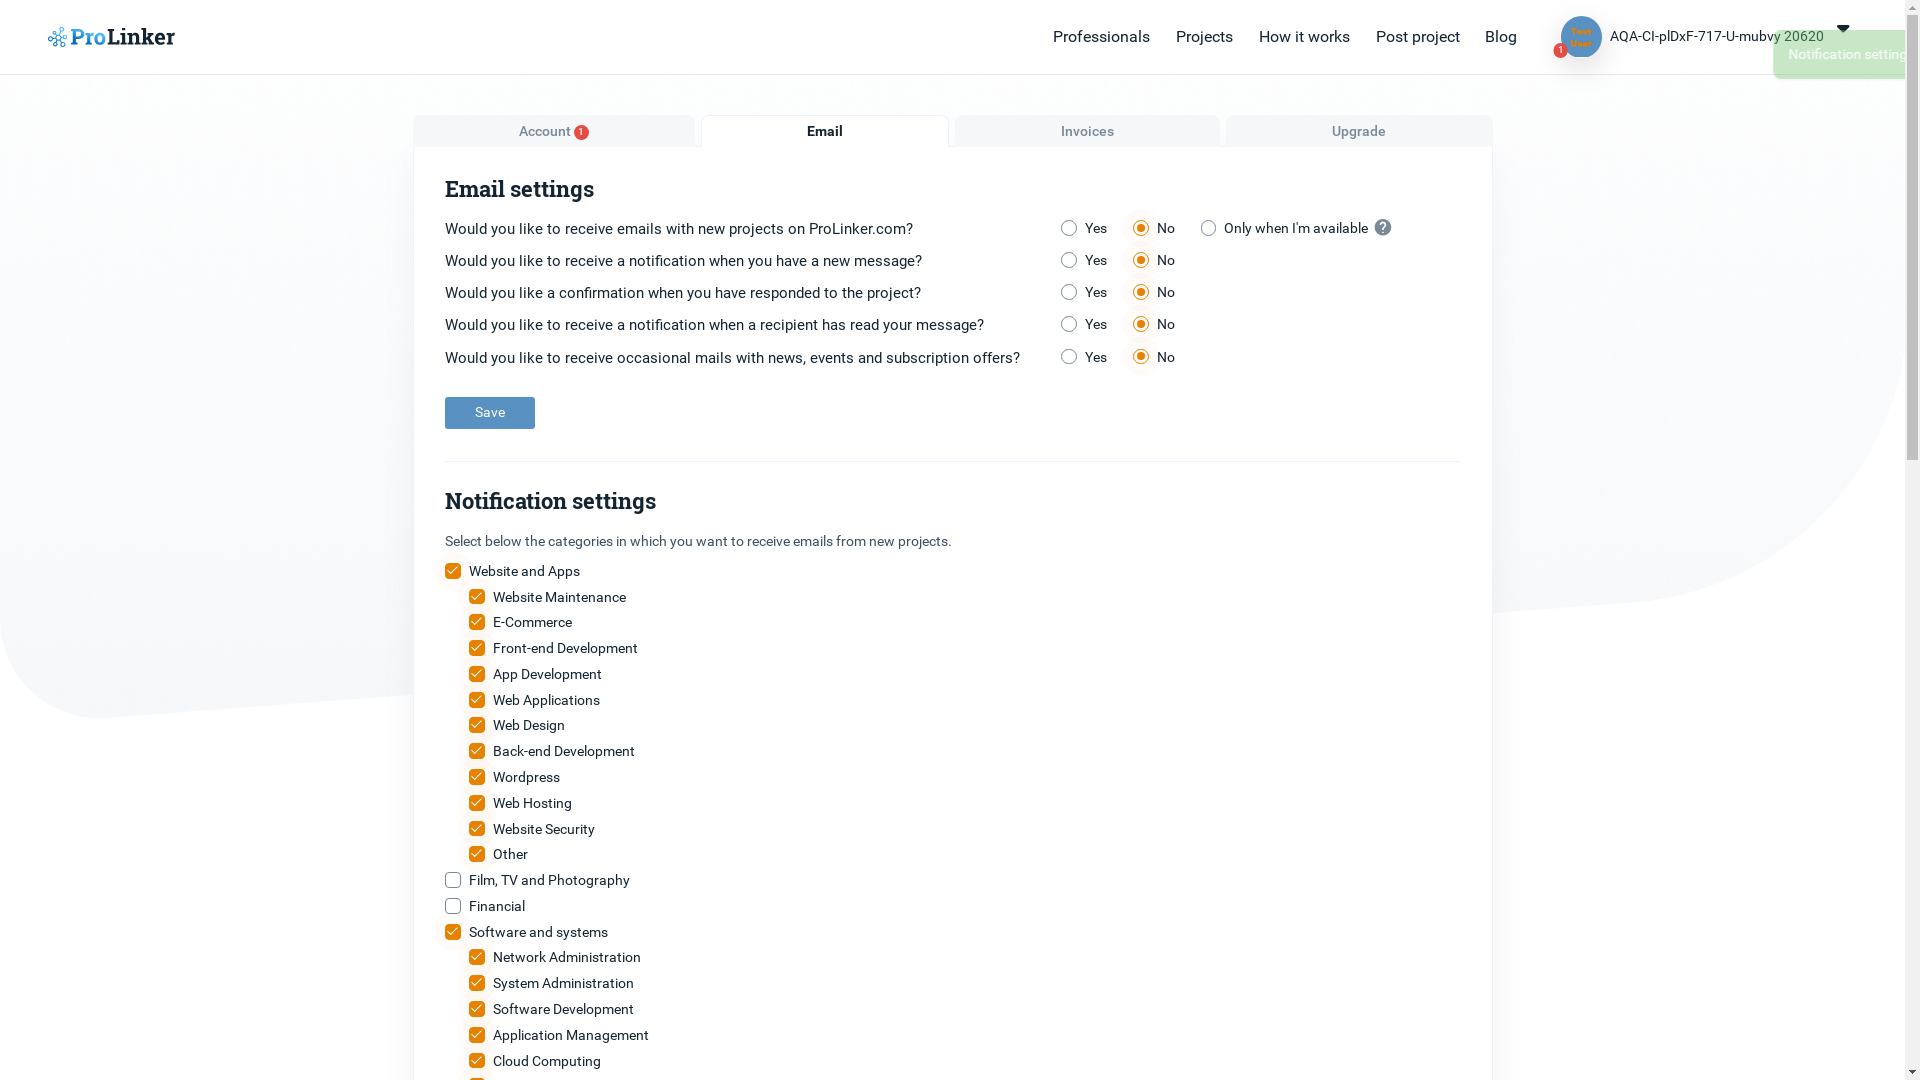 ProLinker
Professionals
Projects
How it works
Post project
Blog
1
AQA-CI-plDxF-717-U-mubvy 20620
Notification setting
Account 1
Email
Invoices
Upgrade
Email settings
Would you like to receive emails with new projects on ProLinker.com? Yes No Only when I'm available ?
Would you like to receive a notification when you have a new message? Yes No
Would you like a confirmation when you have responded to the project? Yes No
Would you like to receive a notification when a recipient has read your message? Yes No
Would you like to receive occasional mails with news, events and subscription offers? Yes No
Save
Notification settings
Select below the categories in which you want to receive emails from new projects.
Website and Apps
Website Maintenance
E-Commerce
Front-end Development
App Development
Web Applications
Web Design
Back-end Development
Wordpress
Web Hosting
Website Security
Other
Film, TV and Photography
Financial
Software and systems
Network Administration
System Administration
Software Development
Application Management
Cloud Computing